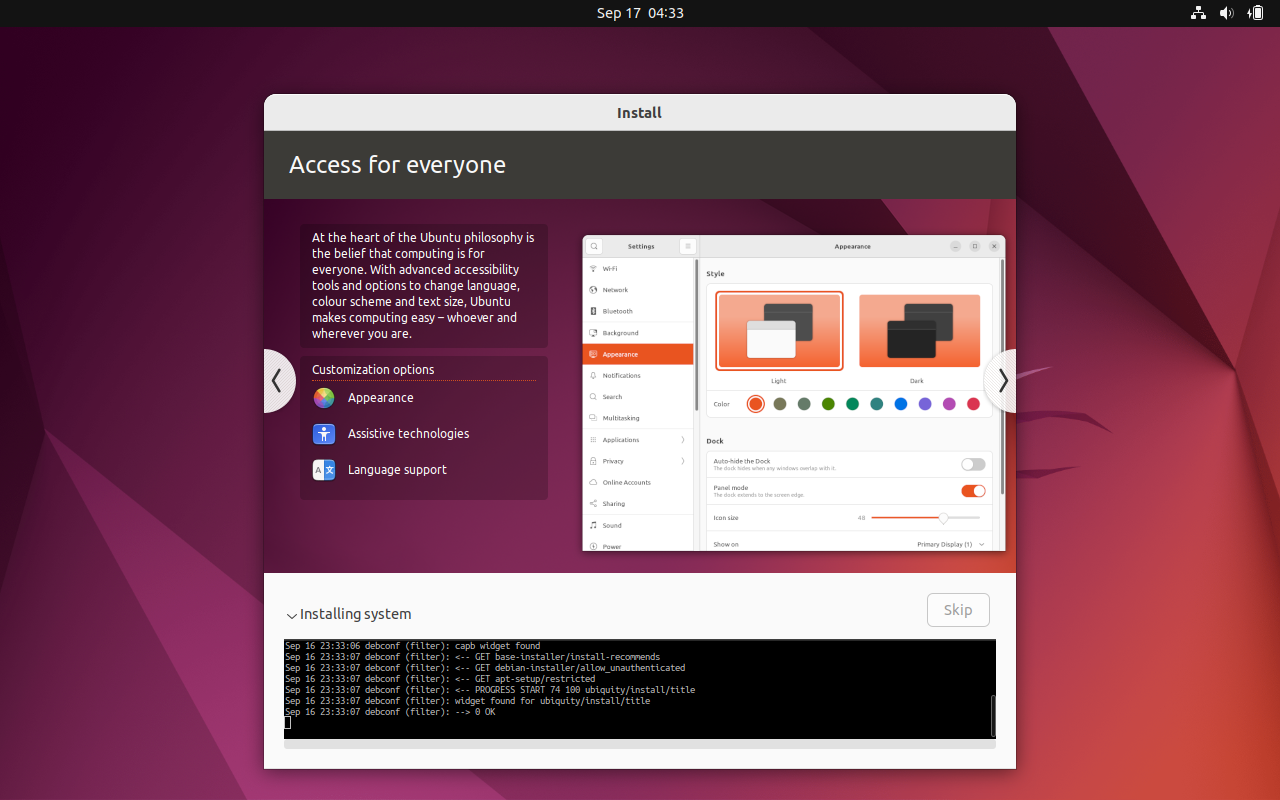 Sep 17 04:33
Install
Access for everyone
At the heart of the Ubuntu philosophy is
the belief that computing is for
everyone. With advanced accessibility
tools and options to change language,
colour scheme and text size, Ubuntu
makes computing easy – whoever and
wherever you are.
Customization options
Appearance
Assistive technologies
Language support
Settings
Wi-Fi
Network
Bluetooth
Background
Appearance
Notifications
Search
Multitasking
Applications
Privacy
Online Accounts
Sharing
Sound
Power
Appearance
Style
Light
Dark
Color
Dock
Auto-hide the Dock
The dock hides when any windows overlap with it.
Panel mode
The dock extends to the screen edge.
Icon size
48
Show on
Primary Display (1)
Installing system
Skip
Sep 16 23:33:06 debconf (filter): capb widget found
Sep 16 23:33:07 debconf (filter): <-- GET base-installer/install-recommends
Sep 16 23:33:07 debconf (filter): <-- GET debian-installer/allow_unauthenticated
Sep 16 23:33:07 debconf (filter): <-- GET apt-setup/restricted
Sep 16 23:33:07 debconf (filter): <-- PROGRESS START 74 100 ubiquity/install/title
Sep 16 23:33:07 debconf (filter): widget found for ubiquity/install/title
Sep 16 23:33:07 debconf (filter): --> 0 OK